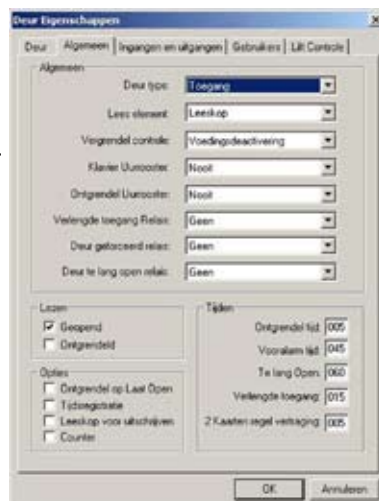 Deur Eigenschappen
Deur Algemeen Ingangen en uitgangen Gebruikers Lift Controle
Algemeen
Deur type: Toegang
Lees element: Leeskop
Vergrendel controle: Voedingsdeactivering
Klavier Uurrooster: Nooit
Ontgrendel Uurrooster: Nooit
Verlengde toegang Relais: Geen
Deur geforceerd relais: Geen
Deur te lang open relais: Geen
Lezen
Geopend
Ontgrendeld
Opties
Ontgrendel op Laat Open
Tijdsregistratie
Leeskop voor uitschrijven
Counter
Tijden
Ontgrendel tijd: 005
Vooralarm tijd: 045
Te lang Open: 060
Verlengde toegang: 015
2 Kaarten regel vertraging: 005
OK Annuleren